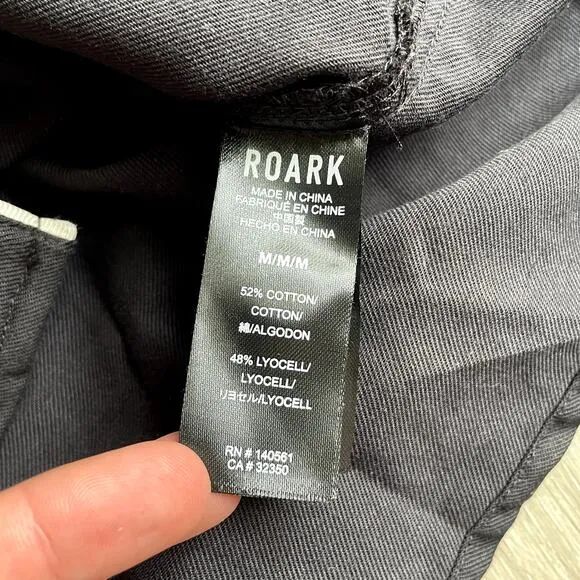 ROARK
MADE IN CHINA
FABRIQUÉ EN CHINE
中国製
HECHO EN CHINA
M/M/M
52% COTTON/
COTTON/
綿/ALGODON
48% LYOCELL/
LYOCELL/
リヨセル/LYOCELL
RN # 140561
CA # 32350